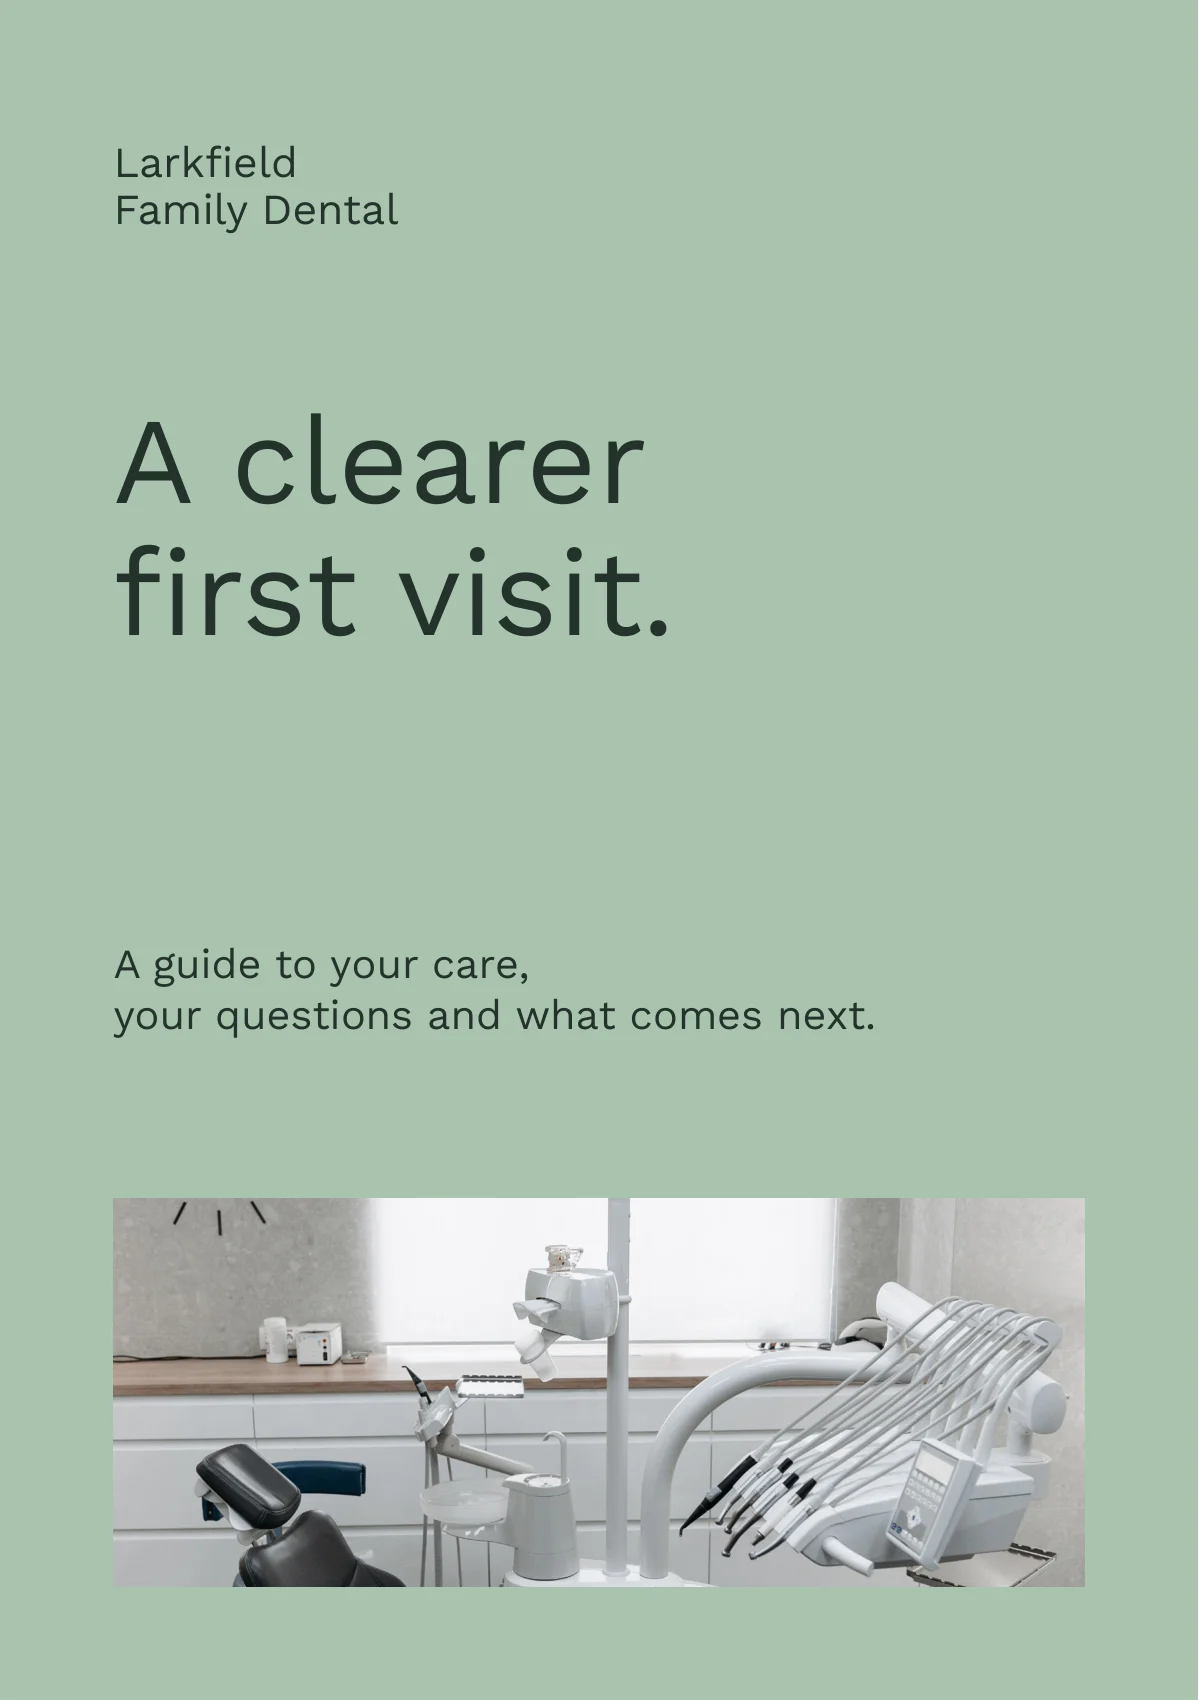 Larkfield
Family Dental
A clearer
first visit.
A guide to your care,
your questions and what comes next.